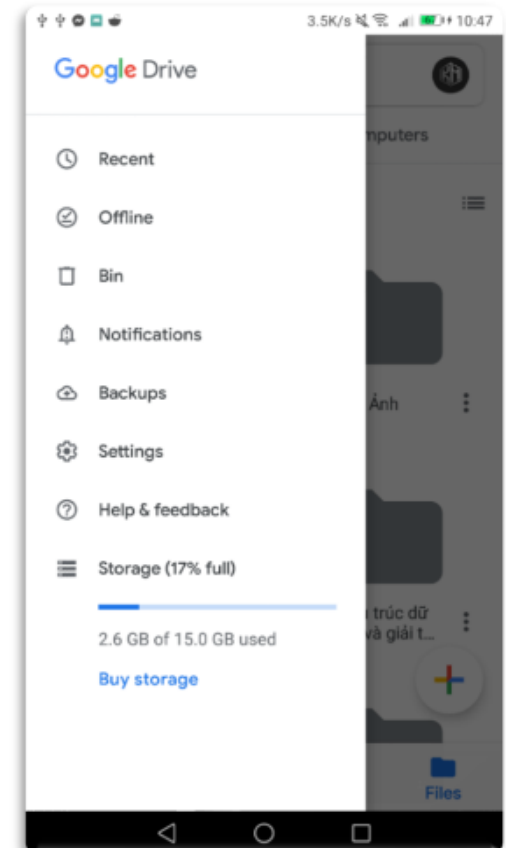 3.5K/s 67 10:47
Google Drive
mputers
Recent
Offline
Bin
Notifications
Backups
Ảnh
Settings
Help & feedback
Storage (17% full)
trúc dữ
và giải t...
2.6 GB of 15.0 GB used
Buy storage
Files